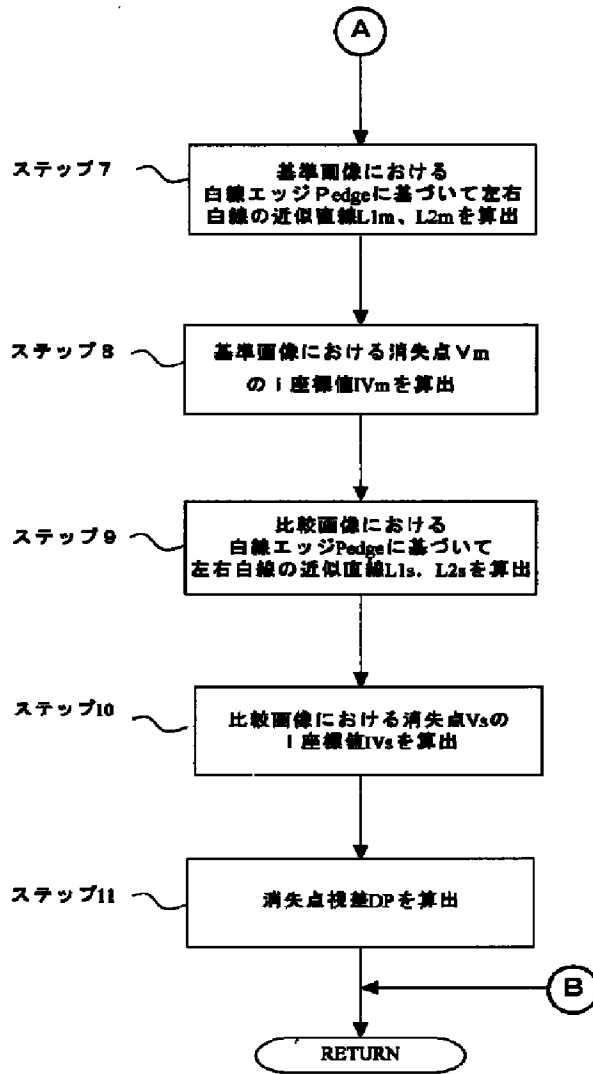 A
ステップ7
基準画像における
白線エッジPedgeに基づいて左右
白線の近似直線L1m、L2mを算出
ステップ8
基準画像における消失点Vm
のi座標値IVmを算出
ステップ9
比較画像における
白線エッジPedgeに基づいて
左右白線の近似直線L1s、L2sを算出
ステップ10
比較画像における消失点Vsの
i座標値IVsを算出
ステップ11
消失点視差DPを算出
B
RETURN